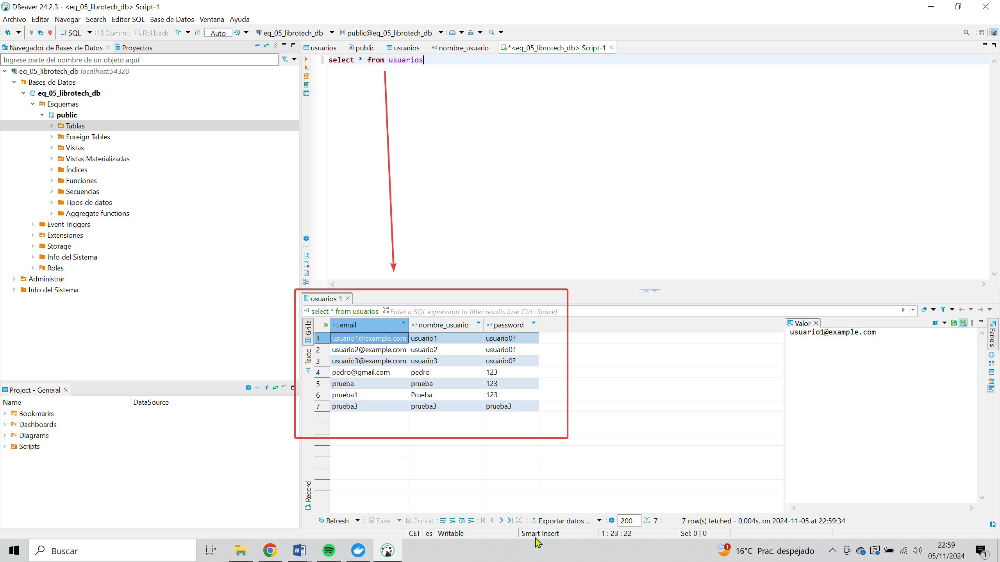 DBeaver 24.2.3 - <eq_05_librotech_db> Script-1
Archivo Editar Navegar Search Editor SQL Base de Datos Ventana Ayuda
SQL Commit Rollback Auto eq_05_librotech_db public@eq_05_librotech_db
Navegador de Bases de Datos Proyectos
usuarios public usuarios nombre_usuario *<eq_05_librotech_db> Script-1
Ingrese parte del nombre de un objeto aquí
select * from usuarios
eq_05_librotech_db localhost:54320
Bases de Datos
eq_05_librotech_db
Esquemas
public
Tablas
Foreign Tables
Vistas
Vistas Materializadas
Índices
Funciones
Secuencias
Tipos de datos
Aggregate functions
Event Triggers
Extensiones
Storage
Info del Sistema
Roles
Administrar
Info del Sistema
usuarios 1
select * from usuarios Enter a SQL expression to filter results (use Ctrl+Space)
Grilla
Texto
Record
email nombre_usuario password
1 usuario1@example.com usuario1 usuario0?
2 usuario2@example.com usuario2 usuario0?
3 usuario3@example.com usuario3 usuario0?
4 pedro@gmail.com pedro 123
5 prueba prueba 123
6 prueba1 Prueba 123
7 prueba3 prueba3 prueba3
Valor
usuario1@example.com
Panels
Project - General
Name DataSource
Bookmarks
Dashboards
Diagrams
Scripts
Refresh Save Cancel Exportar datos ... 200 7 7 row(s) fetched - 0,004s, on 2024-11-05 at 22:59:34
CET es Writable Smart Insert 1 : 23 : 22 Sel: 0 | 0
Buscar
1 16°C Prac. despejado
22:59
05/11/2024
1